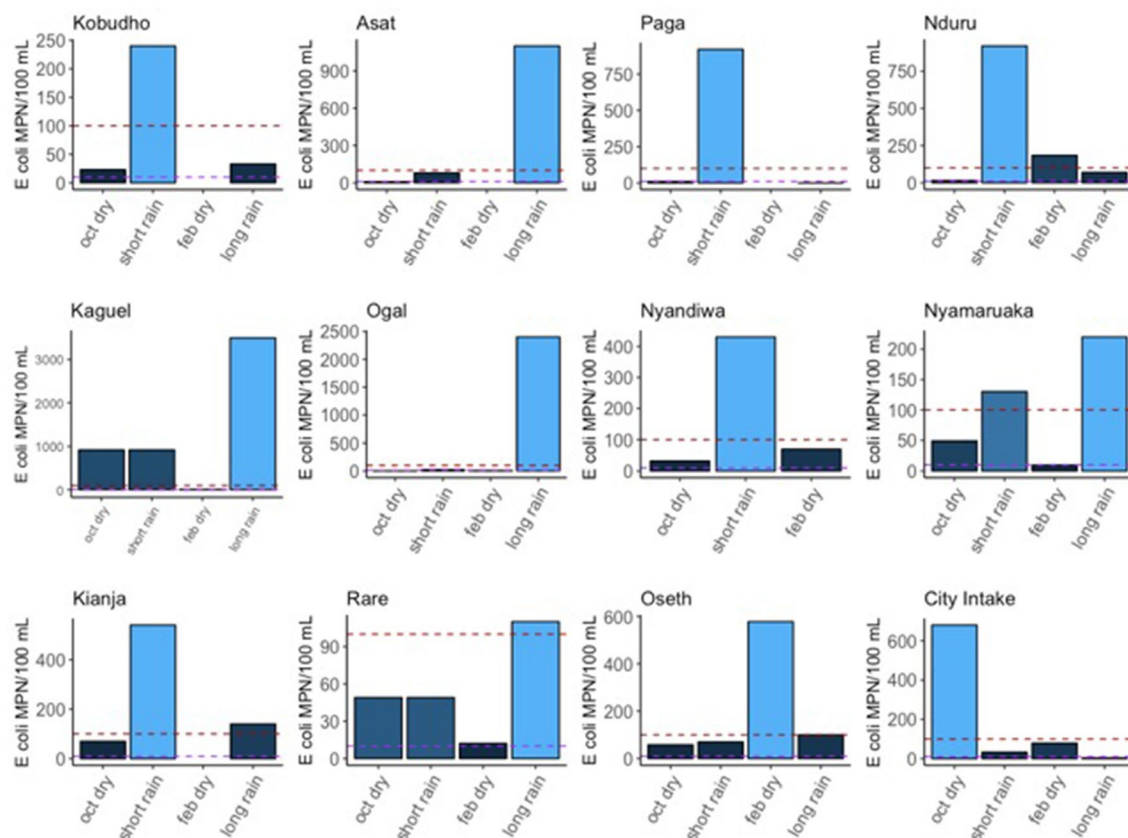 Kobudho
E coli MPN/100 mL
250
200
150
100
50
0
oct dry
short rain
feb dry
long rain
Asat
E coli MPN/100 mL
900
600
300
0
oct dry
short rain
feb dry
long rain
Paga
E coli MPN/100 mL
750
500
250
0
oct dry
short rain
feb dry
long rain
Nduru
E coli MPN/100 mL
750
500
250
0
oct dry
short rain
feb dry
long rain
Kaguel
E coli MPN/100 mL
3000
2000
1000
0
oct dry
short rain
feb dry
long rain
Ogal
E coli MPN/100 mL
2500
2000
1500
1000
500
0
oct dry
short rain
feb dry
long rain
Nyandiwa
E coli MPN/100 mL
400
300
200
100
0
oct dry
short rain
feb dry
Nyamaruaka
E coli MPN/100 mL
200
150
100
50
0
oct dry
short rain
feb dry
long rain
Kianja
E coli MPN/100 mL
400
200
0
oct dry
short rain
feb dry
long rain
Rare
E coli MPN/100 mL
90
60
30
0
oct dry
short rain
feb dry
long rain
Oseth
E coli MPN/100 mL
600
400
200
0
oct dry
short rain
feb dry
long rain
City Intake
E coli MPN/100 mL
600
400
200
0
oct dry
short rain
feb dry
long rain